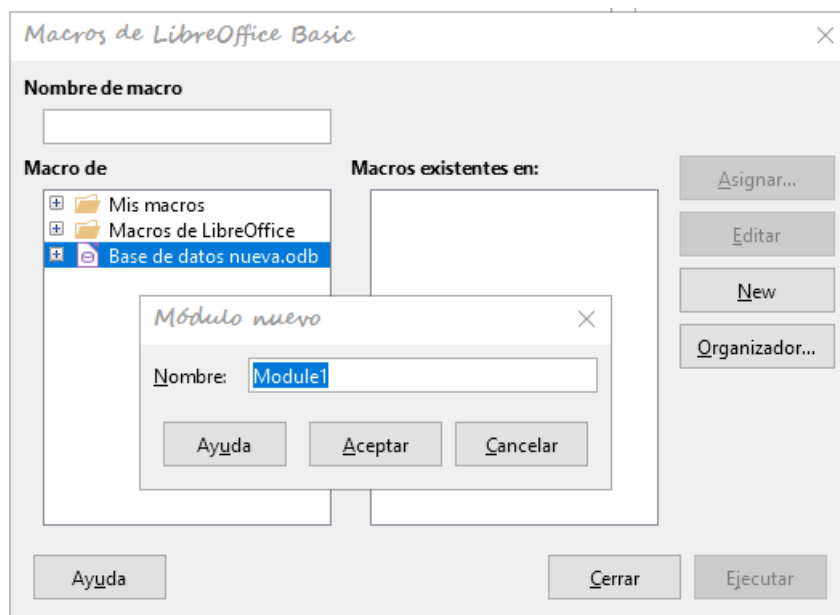 Macros de LibreOffice Basic
Nombre de macro
Macro de
Macros existentes en:
Mis macros
Macros de LibreOffice
Base de datos nueva.odb
Asignar...
Editar
New
Organizador...
Módulo nuevo
Nombre: Module1
Ayuda Aceptar Cancelar
Ayuda Cerrar Ejecutar